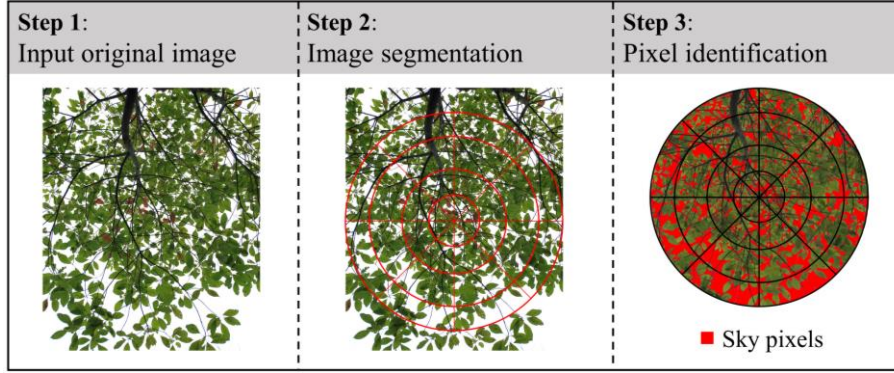 Step 1:
Input original image
Step 2:
Image segmentation
Step 3:
Pixel identification
Sky pixels